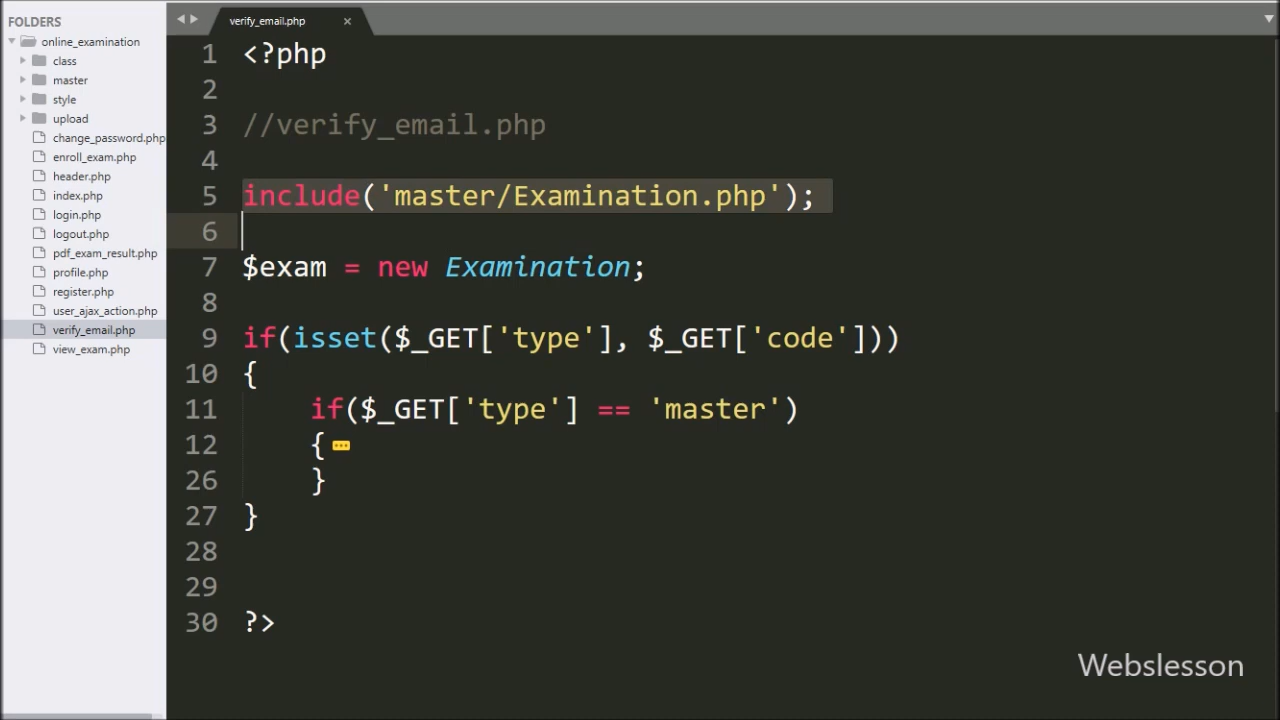 FOLDERS
online_examination
class
master
style
upload
change_password.php
enroll_exam.php
header.php
index.php
login.php
logout.php
pdf_exam_result.php
profile.php
register.php
user_ajax_action.php
verify_email.php
view_exam.php
verify_email.php ×
1 <?php
2
3 //verify_email.php
4
5 include('master/Examination.php');
6
7 $exam = new Examination;
8
9 if(isset($_GET['type'], $_GET['code']))
10 {
11 if($_GET['type'] == 'master')
12 {
26 }
27 }
28
29
30 ?>
Webslesson